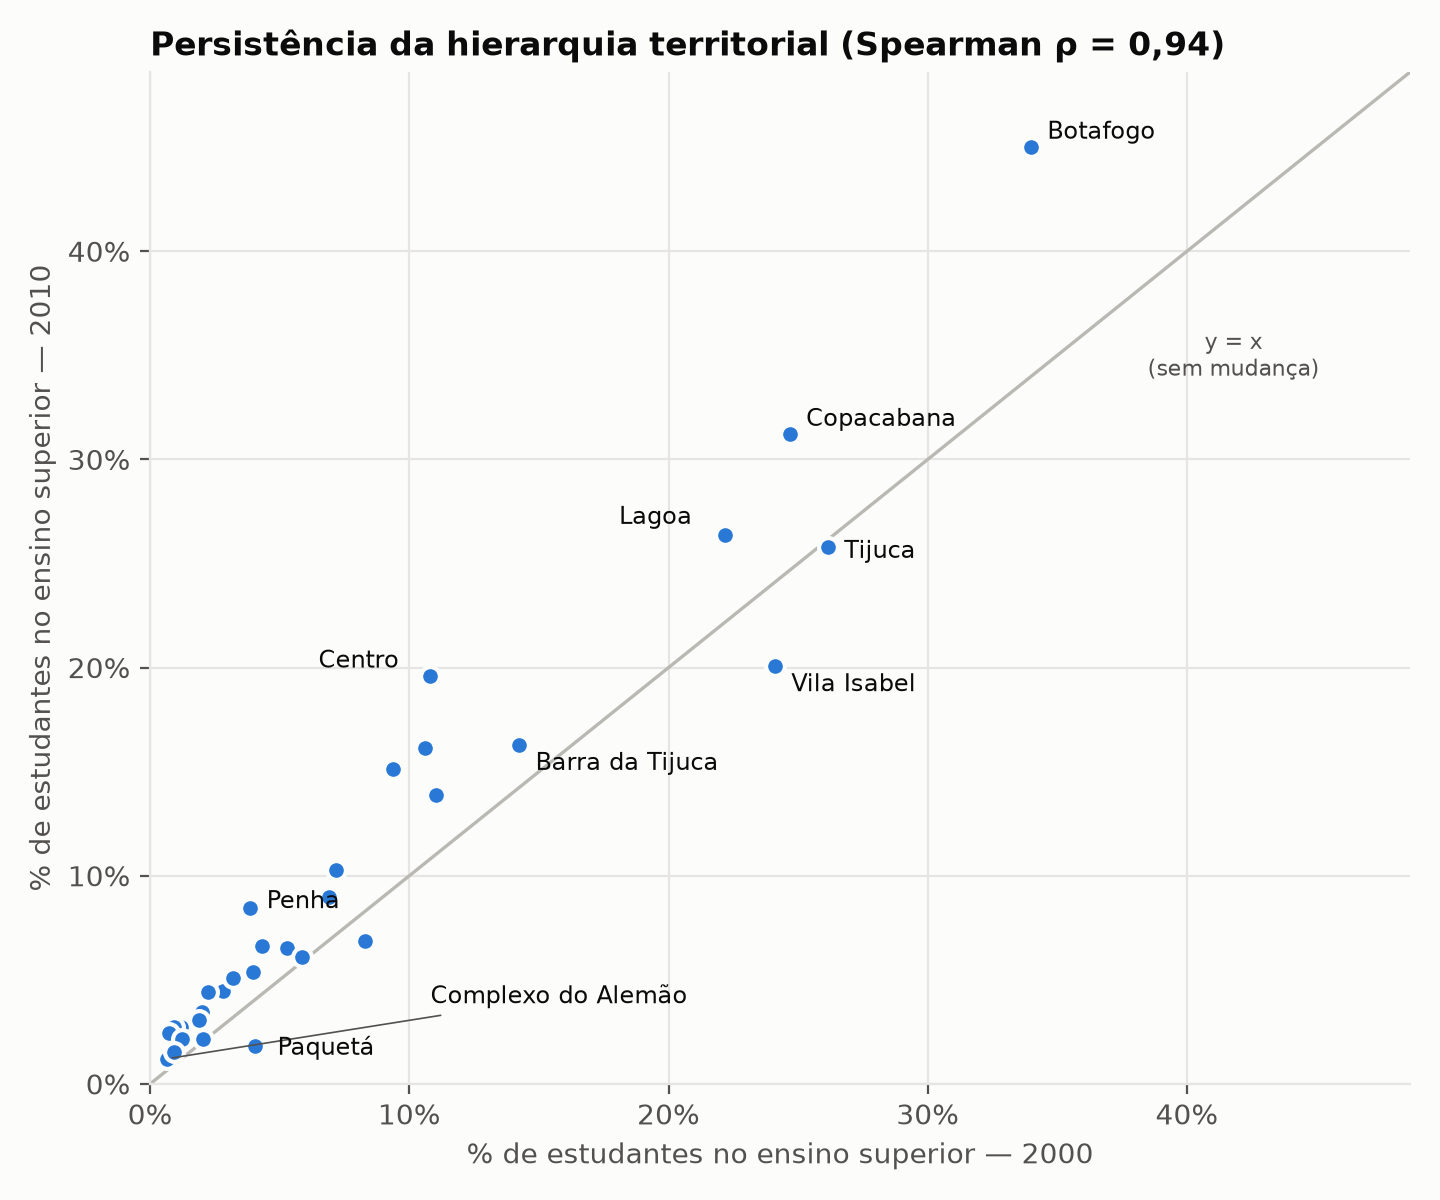 Persistência da hierarquia territorial (Spearman ρ = 0,94)
Botafogo
40%
y = x
(sem mudança)
Copacabana
30%
Lagoa
Tijuca
Centro
20%
Vila Isabel
Barra da Tijuca
10%
Penha
Complexo do Alemão
Paquetá
0%
% de estudantes no ensino superior — 2010
0%
10%
20%
30%
40%
% de estudantes no ensino superior — 2000